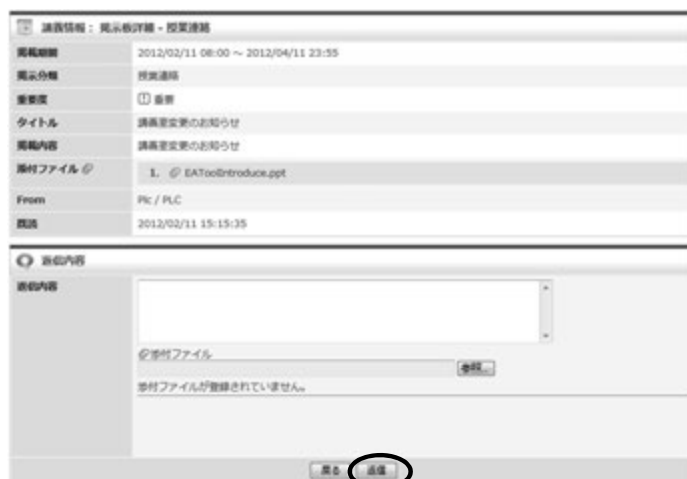 講義情報：掲示板詳細 - 授業連絡
掲載期間 2012/02/11 08:00 ～ 2012/04/11 23:55
掲示分類 授業連絡
重要度 重要
タイトル 講義室変更のお知らせ
掲載内容 講義室変更のお知らせ
添付ファイル 1. EAToolIntroduce.ppt
From Plc / PLC
既読 2012/02/11 15:15:35
返信内容
返信内容
添付ファイル
参照...
添付ファイルが登録されていません。
戻る 返信